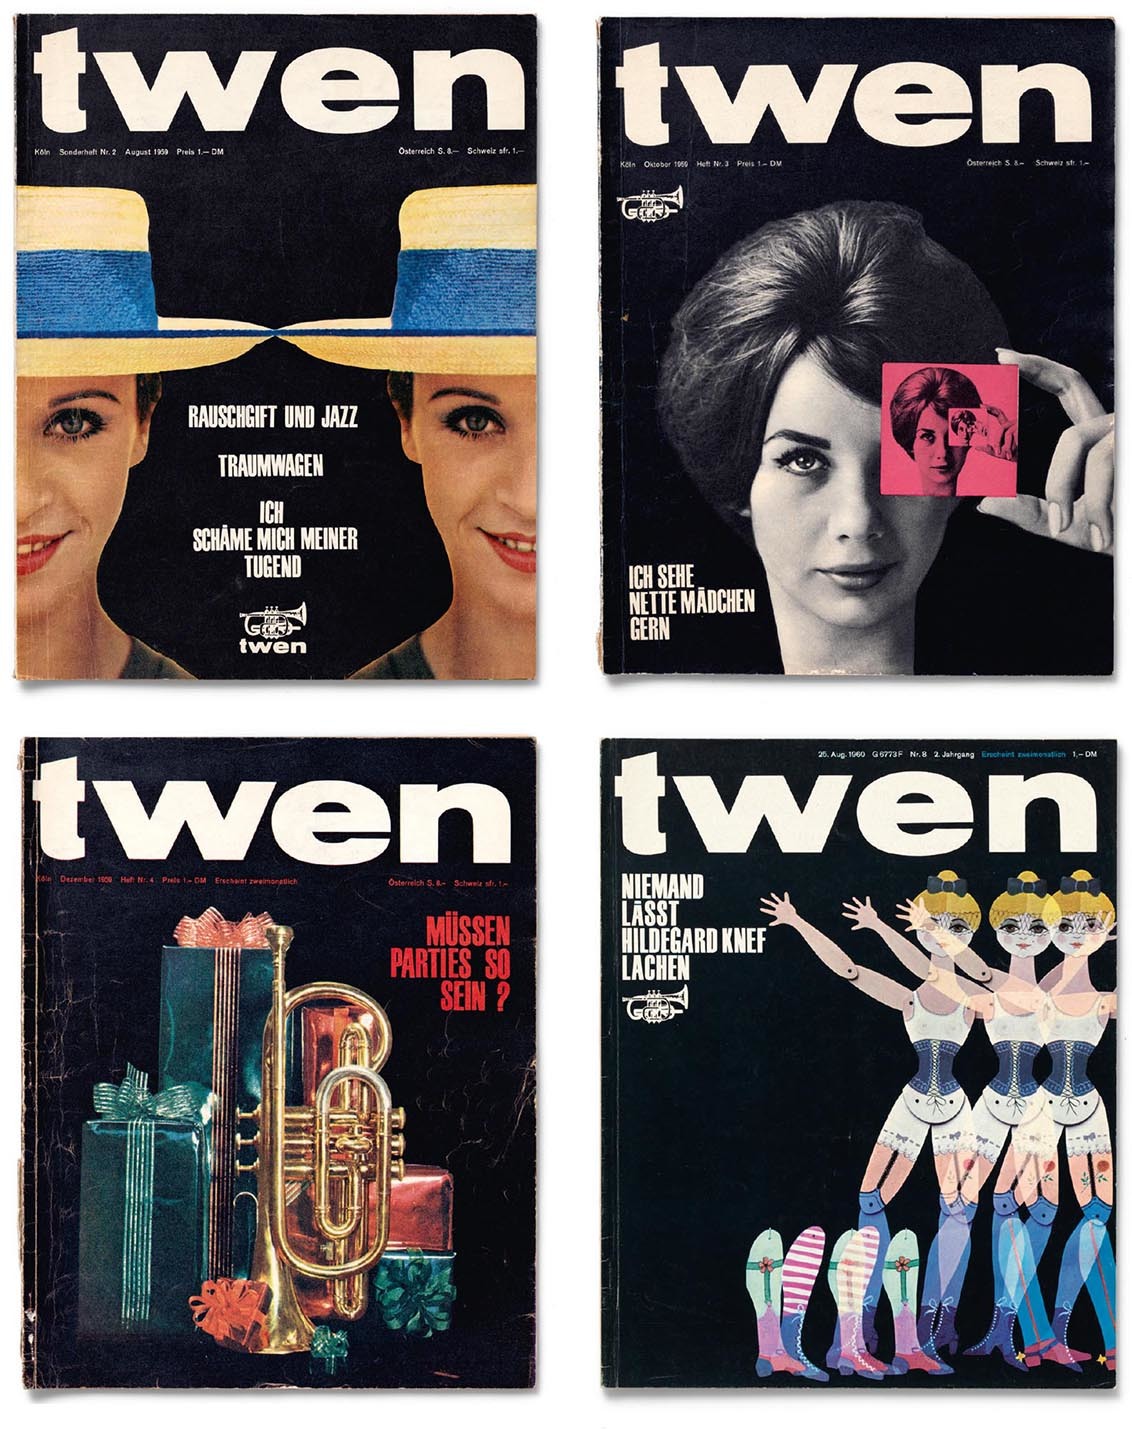 twen
Köln Sonderheft Nr. 2 August 1959 Preis 1.— DM Österreich S. 8.— Schweiz sfr. 1.—
RAUSCHGIFT UND JAZZ
TRAUMWAGEN
ICH
SCHÄME MICH MEINER
TUGEND
twen
twen
Köln Oktober 1959 Heft Nr. 3 Preis 1.— DM Österreich S. 8.— Schweiz sfr. 1.—
ICH SEHE
NETTE MÄDCHEN
GERN
twen
Köln Dezember 1959 Heft Nr. 4 Preis 1.— DM Erscheint zweimonatlich Österreich S. 8.— Schweiz sfr. 1.—
MÜSSEN
PARTIES SO
SEIN ?
25. Aug. 1960 G 6773 F Nr. 8 2. Jahrgang Erscheint zweimonatlich 1,— DM
twen
NIEMAND
LÄSST
HILDEGARD KNEF
LACHEN